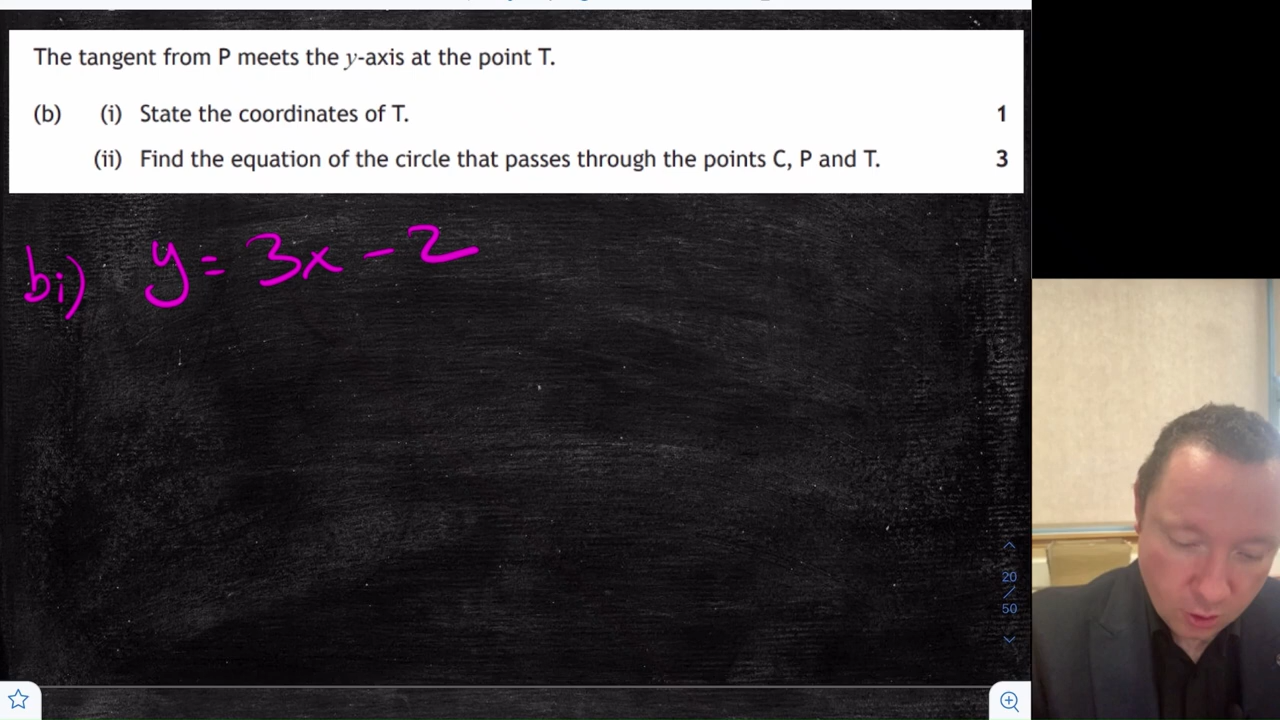 The tangent from P meets the y-axis at the point T.
(b) (i) State the coordinates of T. 1
(ii) Find the equation of the circle that passes through the points C, P and T. 3
bi) y = 3x - 2
20
/
50